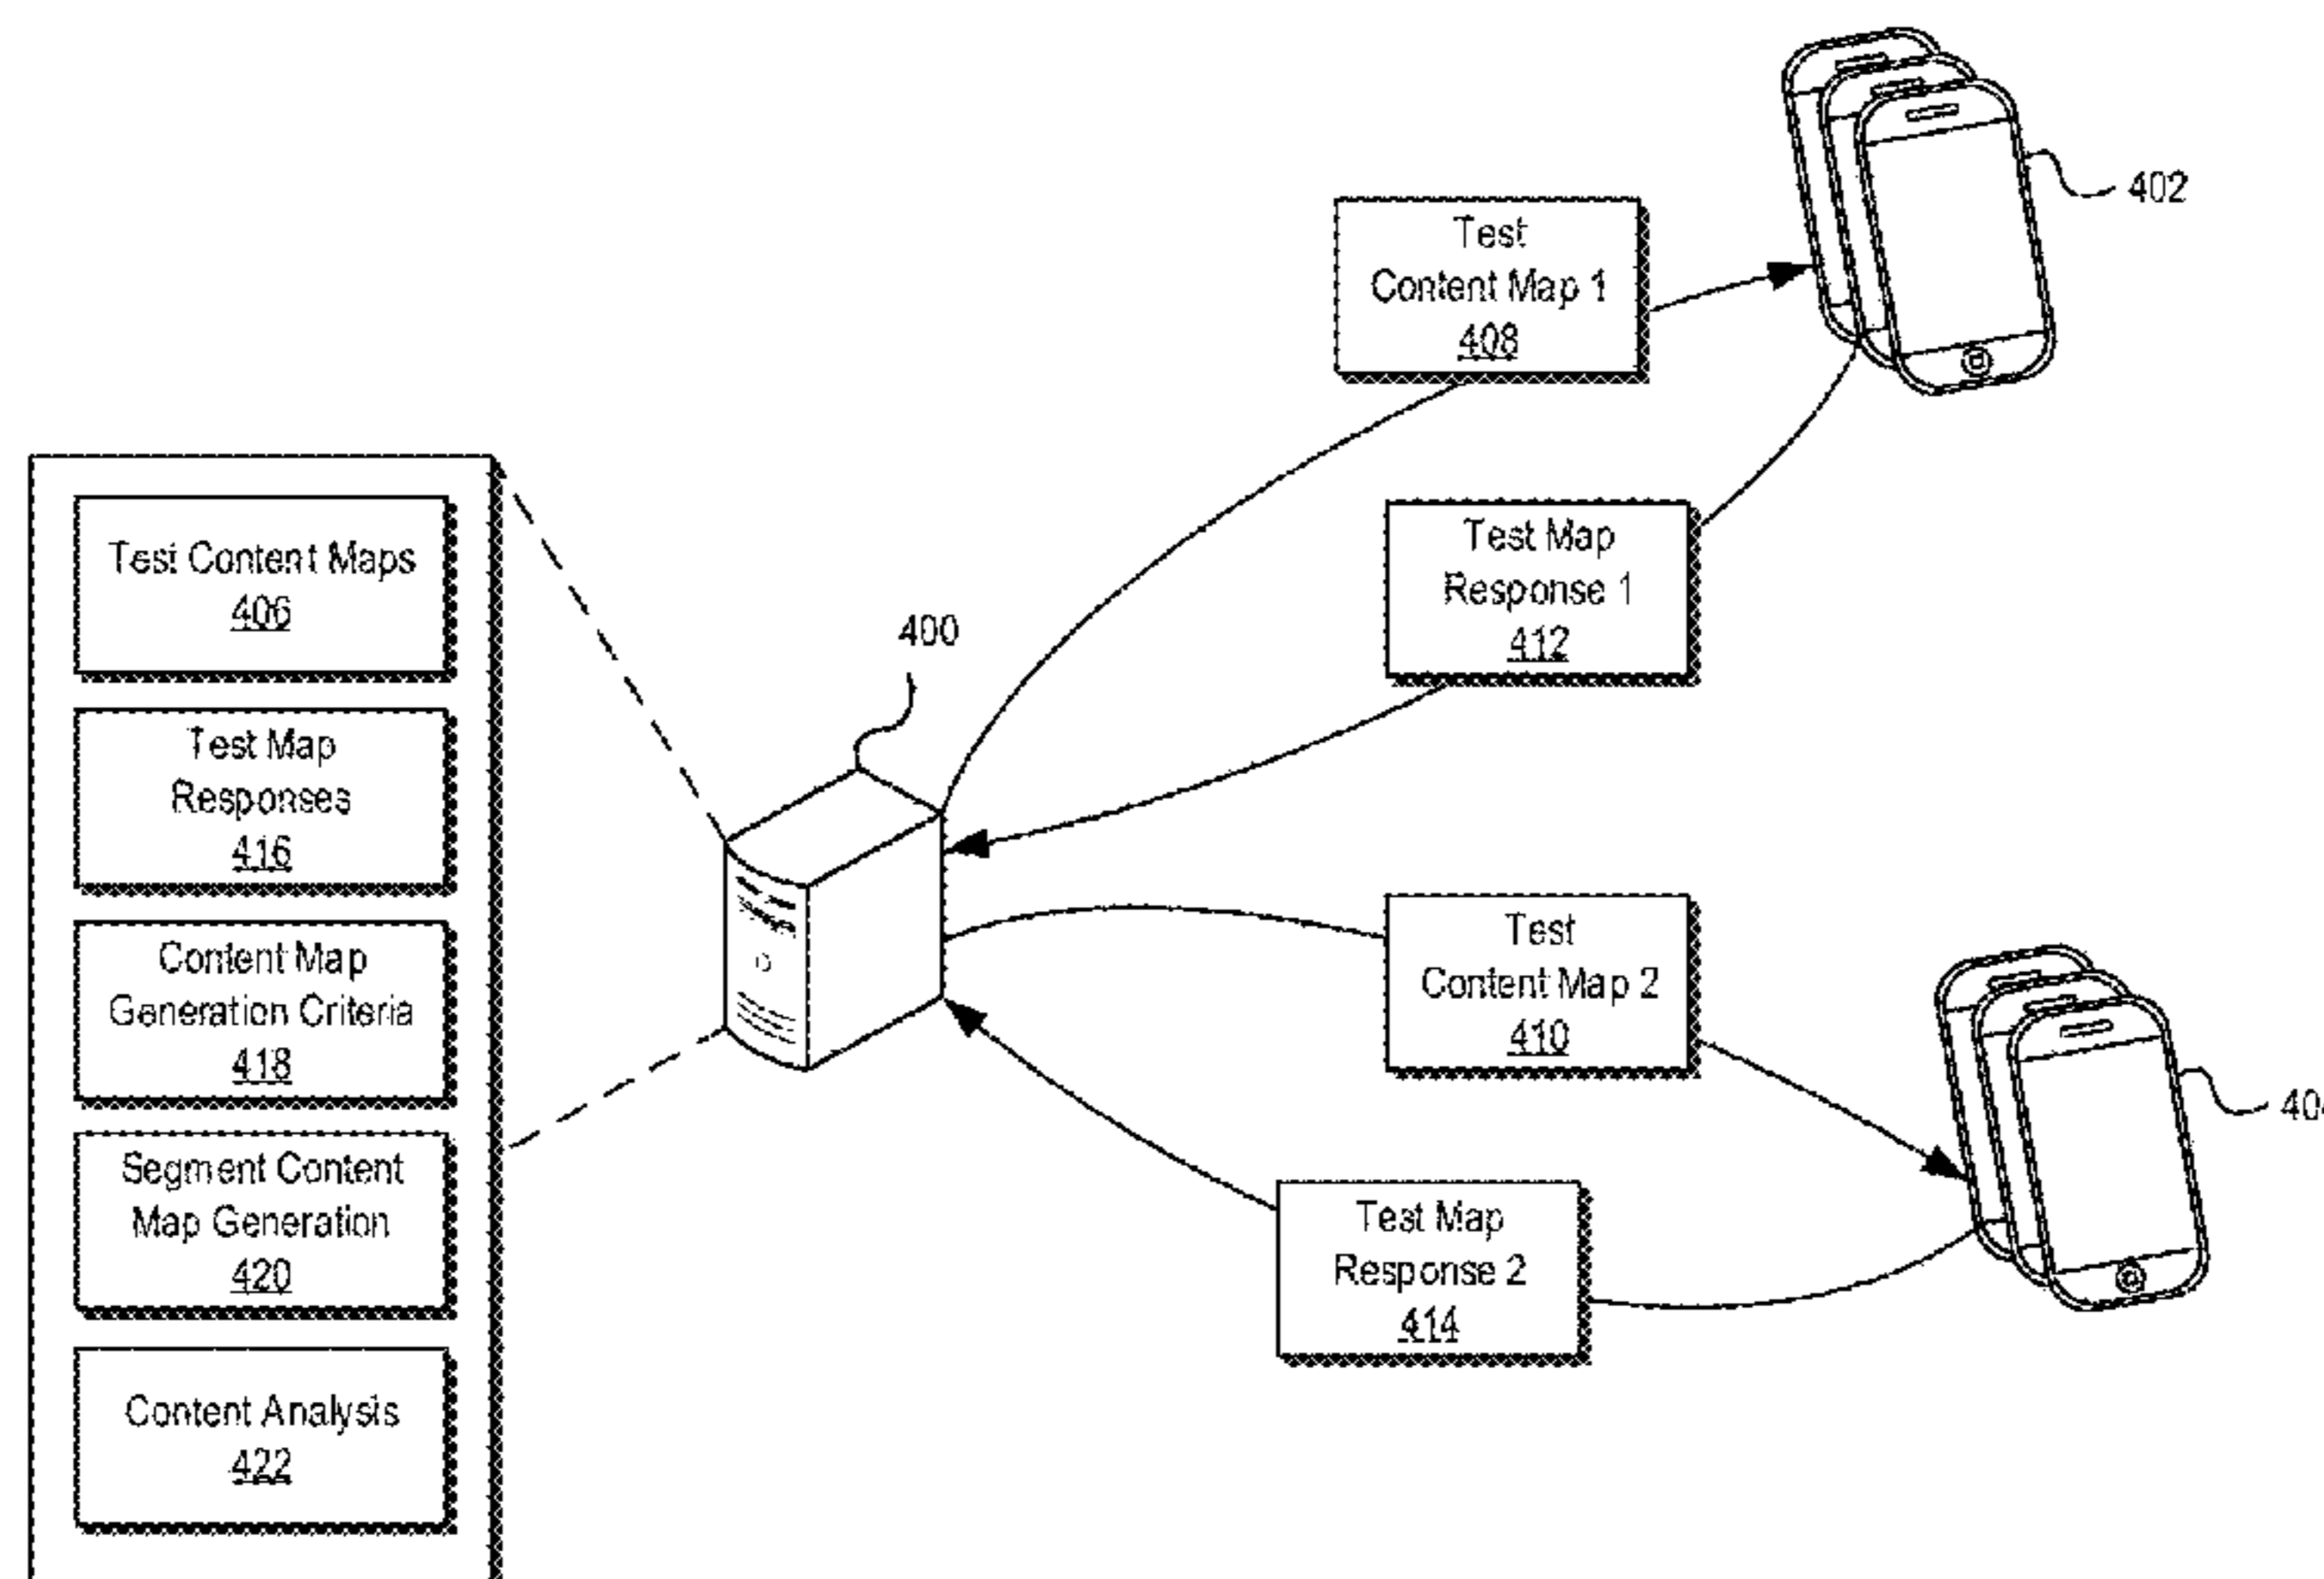 Test Content Maps
406
Test Map
Responses
416
Content Map
Generation Criteria
418
Segment Content
Map Generation
420
Content Analysis
422
400
Test
Content Map 1
408
402
Test Map
Response 1
412
Test
Content Map 2
410
Test Map
Response 2
414